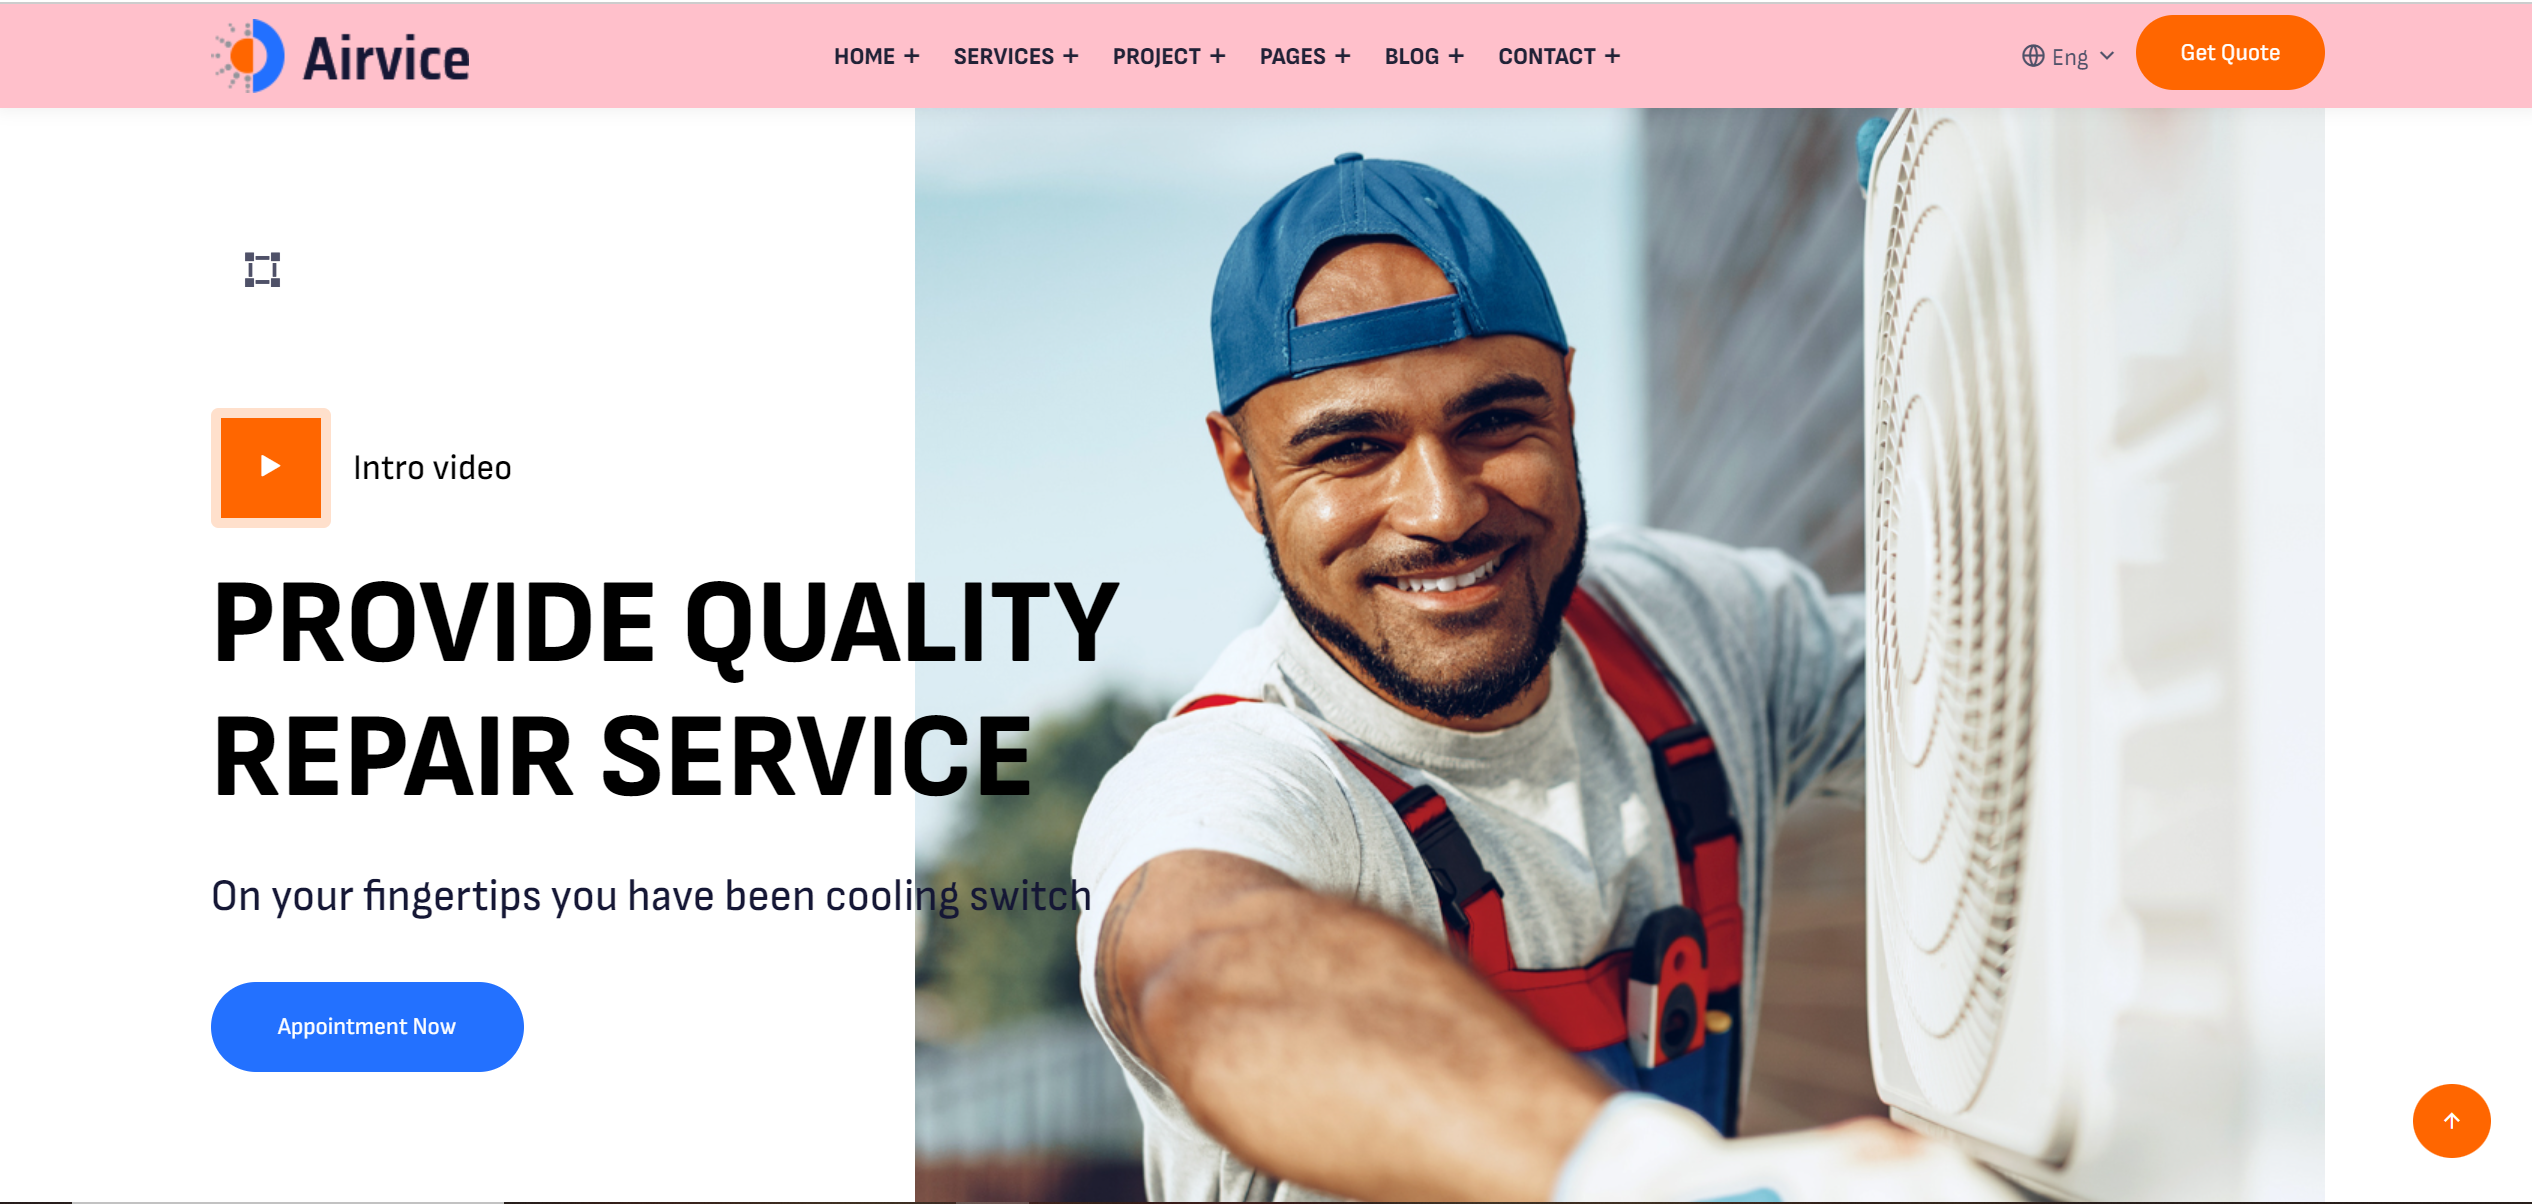 Airvice
HOME + SERVICES + PROJECT + PAGES + BLOG + CONTACT +
Eng
Get Quote
Intro video
PROVIDE QUALITY
REPAIR SERVICE
On your fingertips you have been cooling switch
Appointment Now